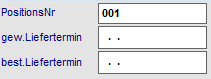 PositionsNr 001
gew.Liefertermin . .
best.Liefertermin . .